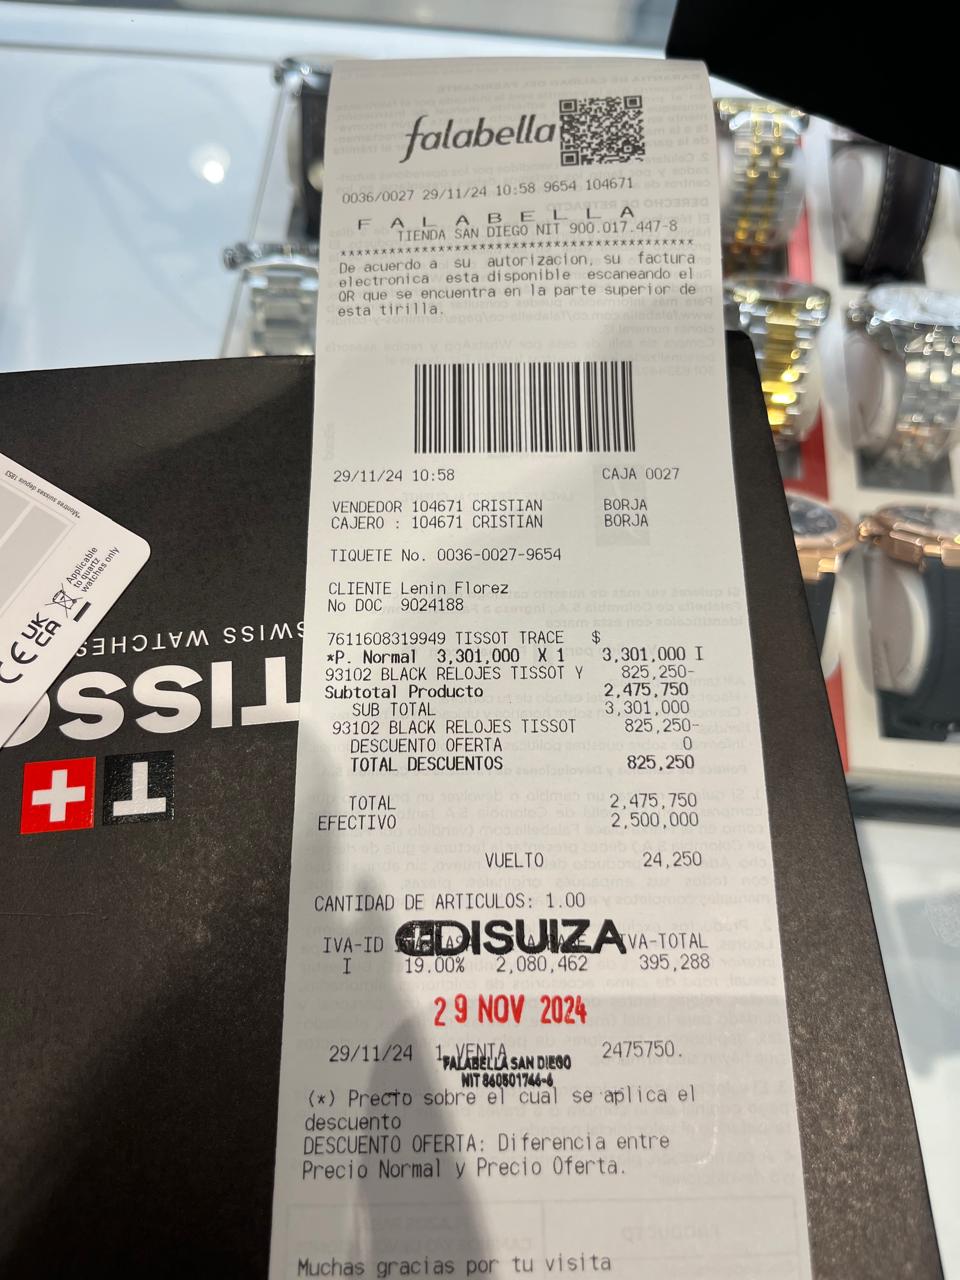 falabella
0036/0027 29/11/24 10:58 9654 104671
F A L A B E L L A
TIENDA SAN DIEGO NIT 900.017.447-8
******************************************
De acuerdo a su autorizacion, su factura
electronica esta disponible escaneando el
QR que se encuentra en la parte superior de
esta tirilla.
29/11/24 10:58 CAJA 0027
VENDEDOR 104671 CRISTIAN BORJA
CAJERO : 104671 CRISTIAN BORJA
TIQUETE No. 0036-0027-9654
CLIENTE Lenin Florez
No DOC 9024188
7611608319949 TISSOT TRACE $
*P. Normal 3,301,000 X 1 3,301,000 I
93102 BLACK RELOJES TISSOT Y 825,250-
Subtotal Producto 2,475,750
SUB TOTAL 3,301,000
93102 BLACK RELOJES TISSOT 825,250-
DESCUENTO OFERTA 0
TOTAL DESCUENTOS 825,250
TOTAL 2,475,750
EFECTIVO 2,500,000
VUELTO 24,250
CANTIDAD DE ARTICULOS: 1.00
DISUIZA
IVA-ID IVA-TOTAL
I 19.00% 2,080,462 395,288
29 NOV 2024
29/11/24 1 VENTA 2475750.
FALABELLA SAN DIEGO
NIT 860501744-6
(*) Precio sobre el cual se aplica el
descuento
DESCUENTO OFERTA: Diferencia entre
Precio Normal y Precio Oferta.
Muchas gracias por tu visita
TISSO
SWISS WATCHES
T
*Montres suisses depuis 1853
Applicable
to quartz
watches only
CE UK
CA